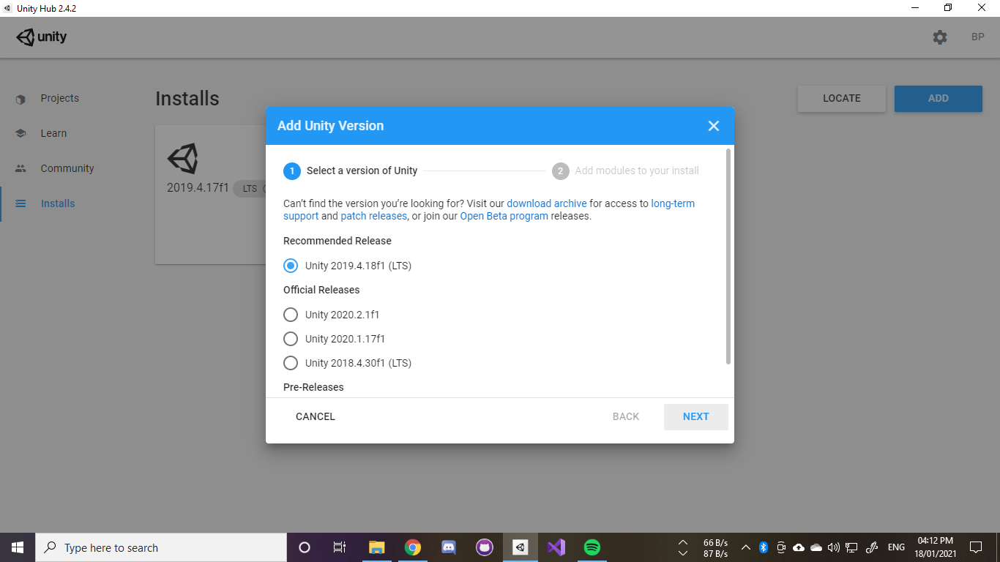 Unity Hub 2.4.2
unity
BP
Projects
Learn
Community
Installs
Installs
LOCATE
ADD
2019.4.17f1 LTS
Add Unity Version
1 Select a version of Unity
2 Add modules to your install
Can’t find the version you’re looking for? Visit our download archive for access to long-term
support and patch releases, or join our Open Beta program releases.
Recommended Release
Unity 2019.4.18f1 (LTS)
Official Releases
Unity 2020.2.1f1
Unity 2020.1.17f1
Unity 2018.4.30f1 (LTS)
Pre-Releases
CANCEL
BACK
NEXT
Type here to search
66 B/s
87 B/s
ENG
04:12 PM
18/01/2021